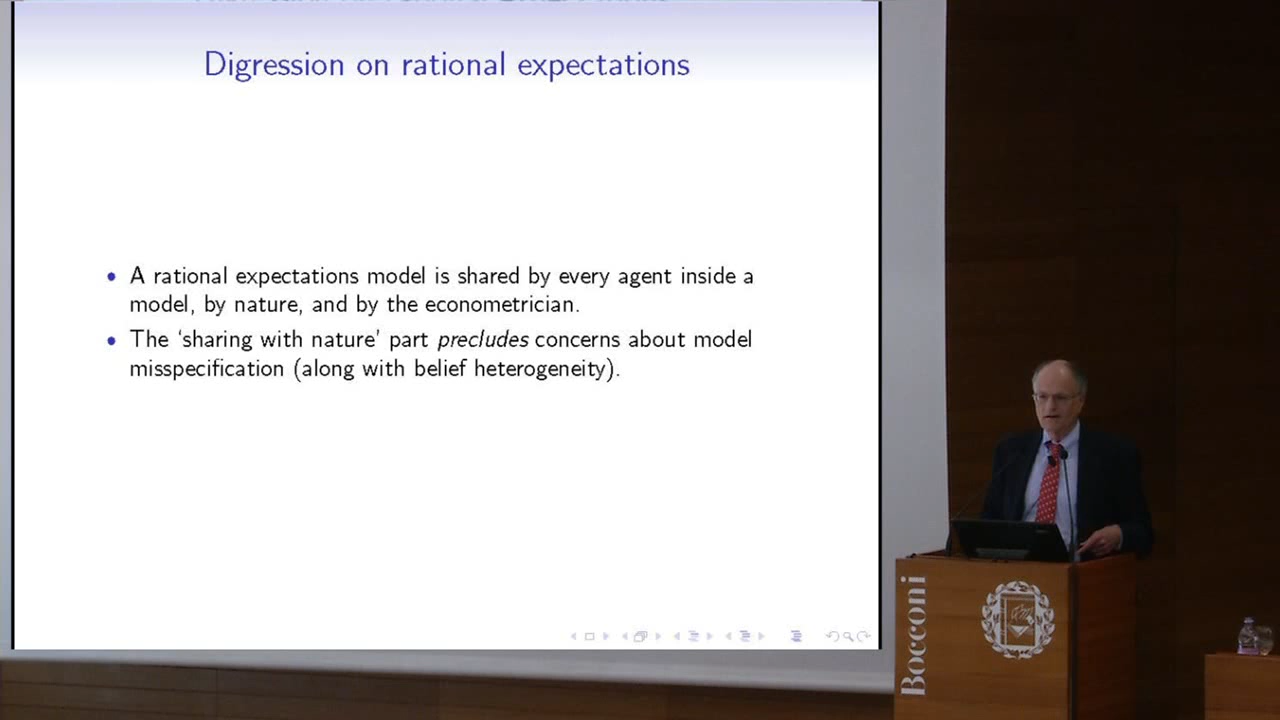 Digression on rational expectations
• A rational expectations model is shared by every agent inside a
model, by nature, and by the econometrician.
• The ‘sharing with nature’ part precludes concerns about model
misspecification (along with belief heterogeneity).
Bocconi